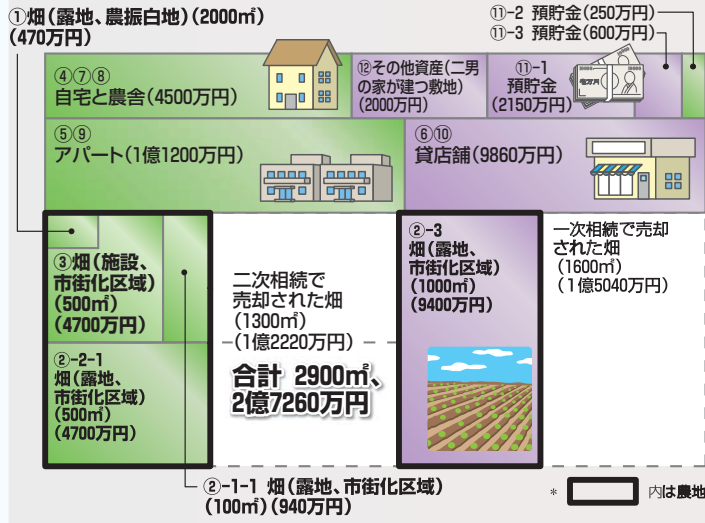 ①畑(露地、農振白地)(2000㎡)
(470万円)
⑪-2 預貯金(250万円)
⑪-3 預貯金(600万円)
④⑦⑧
自宅と農舎(4500万円)
⑫その他資産(二男
の家が建つ敷地)
(2000万円)
⑪-1
預貯金
(2150万円)
壱万円
⑤⑨
アパート(1億1200万円)
⑥⑩
貸店舗(9860万円)
③畑(施設、
市街化区域)
(500㎡)
(4700万円)
②-2-1
畑(露地、
市街化区域)
(500㎡)
(4700万円)
二次相続で
売却された畑
(1300㎡)
(1億2220万円)
合計 2900㎡、
2億7260万円
②-3
畑(露地、
市街化区域)
(1000㎡)
(9400万円)
一次相続で売却
された畑
(1600㎡)
(1億5040万円)
②-1-1 畑(露地、市街化区域)
(100㎡)(940万円)
* 内は農地